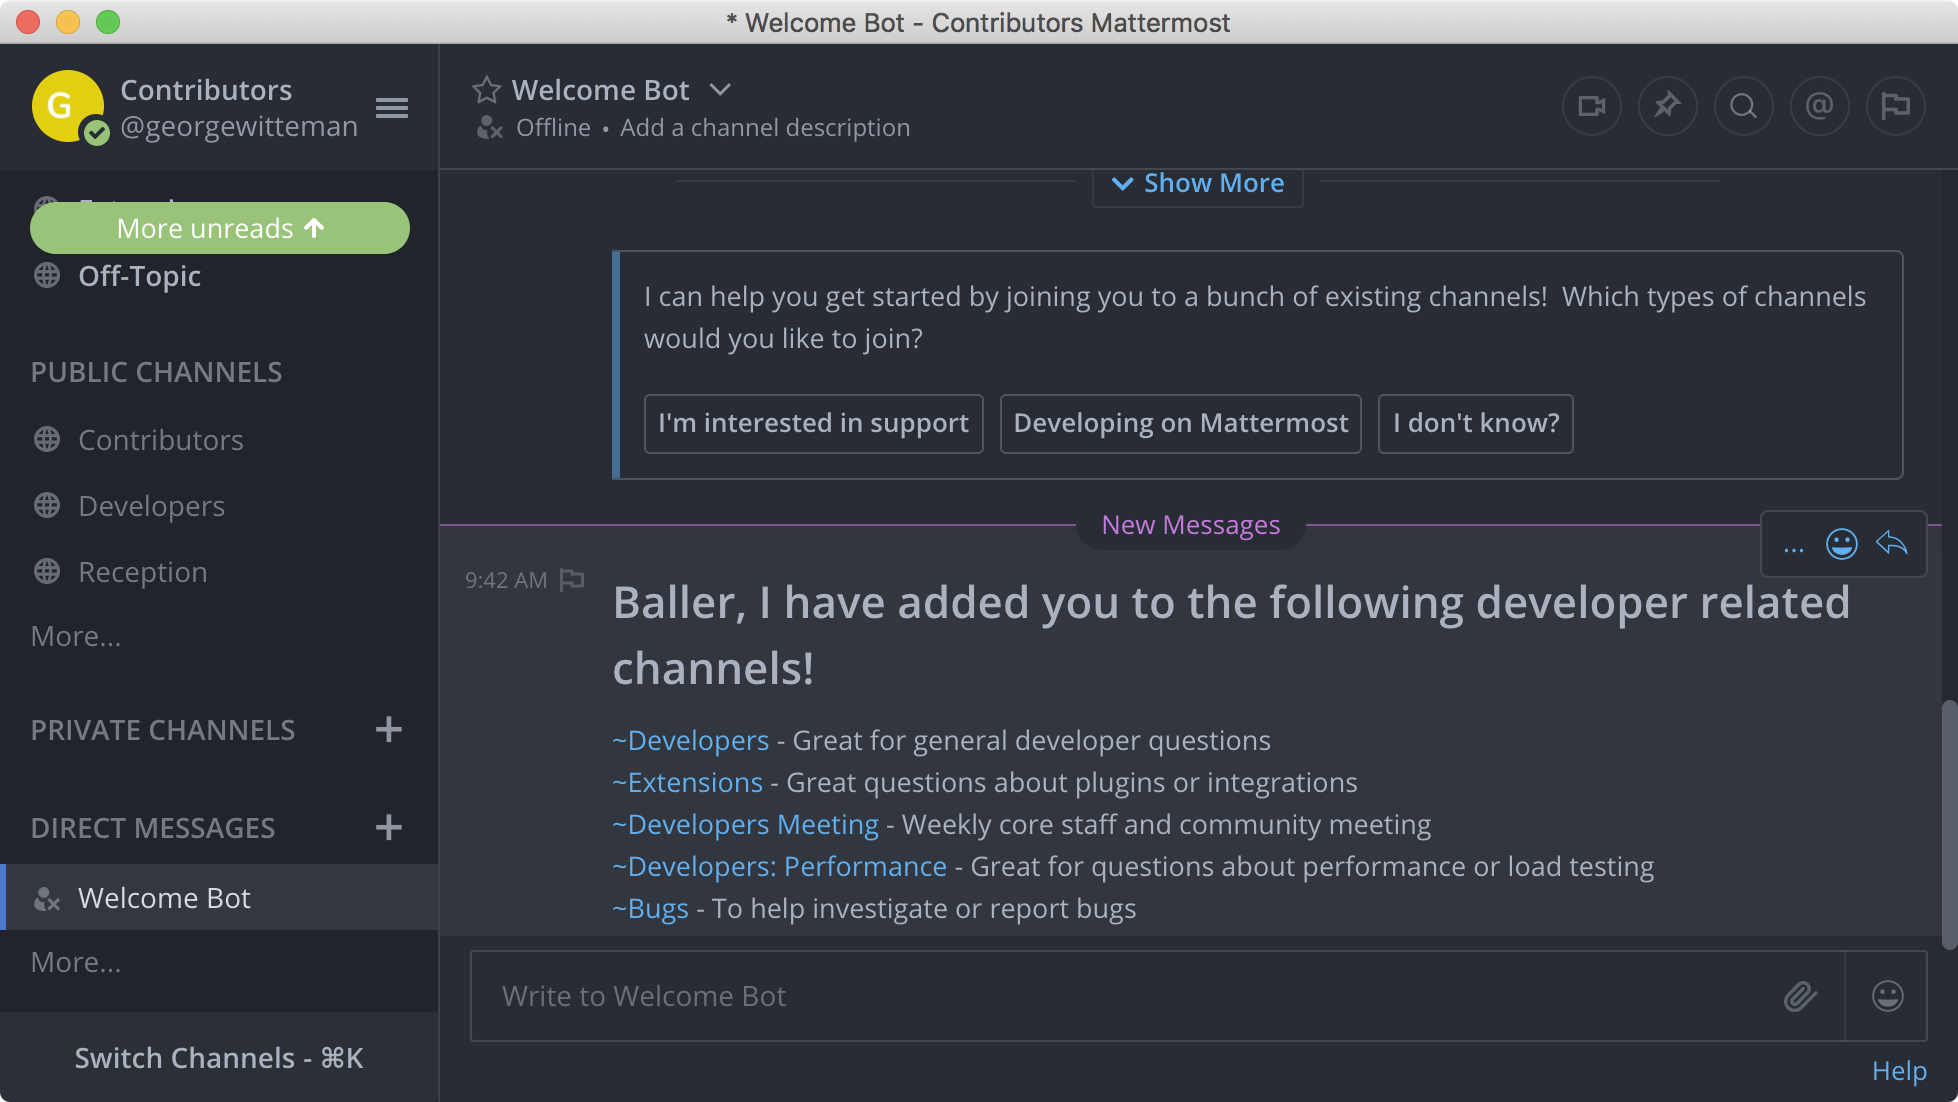 * Welcome Bot - Contributors Mattermost
G
Contributors
@georgewitteman
More unreads
Off-Topic
PUBLIC CHANNELS
Contributors
Developers
Reception
More...
PRIVATE CHANNELS +
DIRECT MESSAGES +
Welcome Bot
More...
Switch Channels - ⌘K
Welcome Bot
Offline • Add a channel description
@
Show More
I can help you get started by joining you to a bunch of existing channels! Which types of channels
would you like to join?
I'm interested in support
Developing on Mattermost
I don't know?
New Messages
...
9:42 AM
Baller, I have added you to the following developer related
channels!
~Developers - Great for general developer questions
~Extensions - Great questions about plugins or integrations
~Developers Meeting - Weekly core staff and community meeting
~Developers: Performance - Great for questions about performance or load testing
~Bugs - To help investigate or report bugs
Write to Welcome Bot
Help